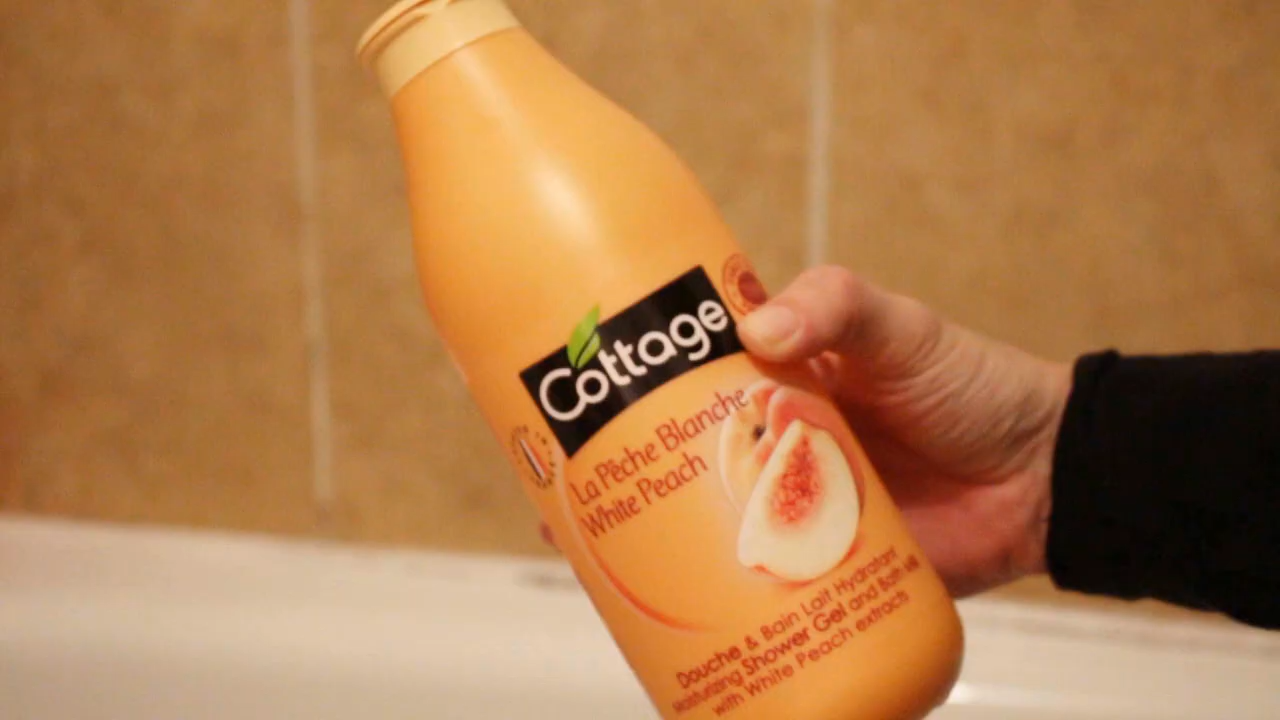 Cottage
La Pêche Blanche
White Peach
Douche & Bain Lait Hydratant
Moisturizing Shower Gel and Bath Milk
with White Peach extracts